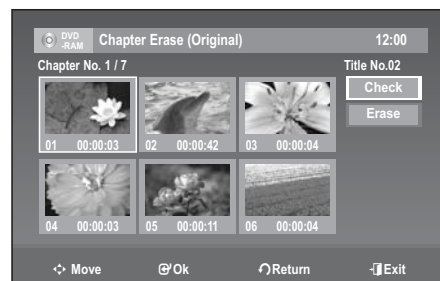 DVD
-RAM
Chapter Erase (Original)
12:00
Chapter No. 1 / 7
Title No.02
01 00:00:03
02 00:00:42
03 00:00:04
Check
Erase
04 00:00:03
05 00:00:11
06 00:00:04
Move
Ok
Return
Exit